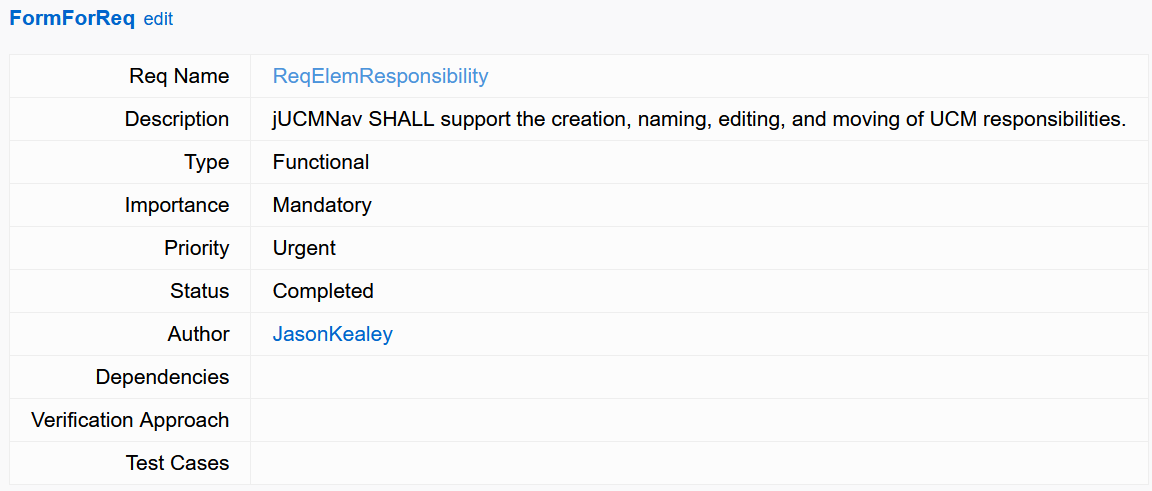 FormForReq edit
Req Name ReqElemResponsibility
Description jUCMNav SHALL support the creation, naming, editing, and moving of UCM responsibilities.
Type Functional
Importance Mandatory
Priority Urgent
Status Completed
Author JasonKealey
Dependencies
Verification Approach
Test Cases